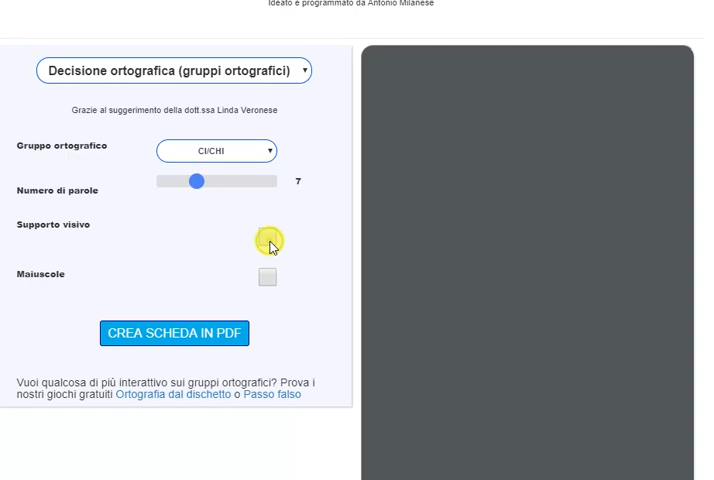 Ideato e programmato da Antonio Milanese
Decisione ortografica (gruppi ortografici)
Grazie al suggerimento della dott.ssa Linda Veronese
Gruppo ortografico
CI/CHI
7
Numero di parole
Supporto visivo
Maiuscole
CREA SCHEDA IN PDF
Vuoi qualcosa di più interattivo sui gruppi ortografici? Prova i
nostri giochi gratuiti Ortografia dal dischetto o Passo falso